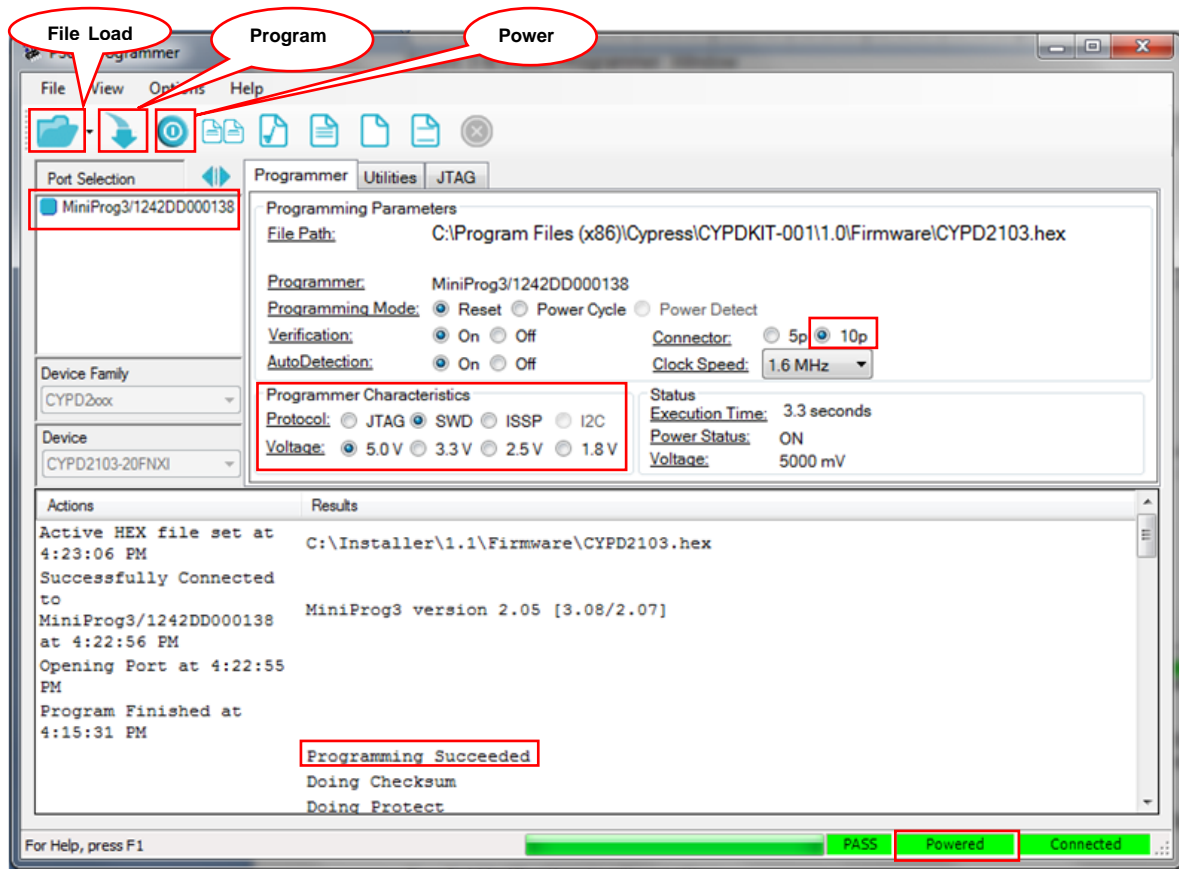 File Load
Program
Power
grammer
File View Options Help
Port Selection
MiniProg3/1242DD000138
Programmer Utilities JTAG
Programming Parameters
File Path: C:\Program Files (x86)\Cypress\CYPDKIT-001\1.0\Firmware\CYPD2103.hex
Programmer: MiniProg3/1242DD000138
Programming Mode: Reset Power Cycle Power Detect
Verification: On Off
Connector: 5p 10p
AutoDetection: On Off
Clock Speed: 1.6 MHz
Device Family
CYPD2xxx
Device
CYPD2103-20FNXI
Programmer Characteristics
Protocol: JTAG SWD ISSP I2C
Voltage: 5.0 V 3.3 V 2.5 V 1.8 V
Status
Execution Time: 3.3 seconds
Power Status: ON
Voltage: 5000 mV
Actions Results
Active HEX file set at
4:23:06 PM
C:\Installer\1.1\Firmware\CYPD2103.hex
Successfully Connected
to
MiniProg3/1242DD000138
at 4:22:56 PM
MiniProg3 version 2.05 [3.08/2.07]
Opening Port at 4:22:55
PM
Program Finished at
4:15:31 PM
Programming Succeeded
Doing Checksum
Doing Protect
For Help, press F1
PASS Powered Connected